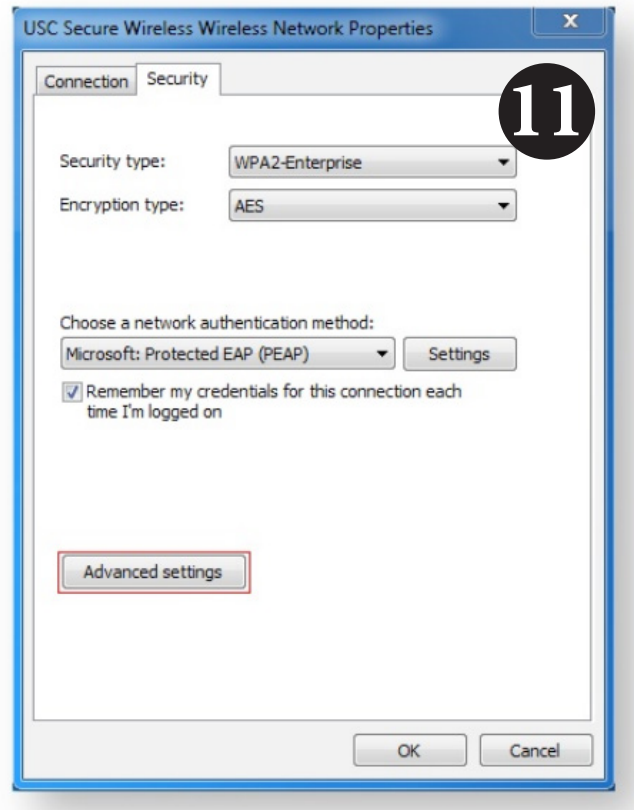 USC Secure Wireless Wireless Network Properties
x
Connection Security
11
Security type: WPA2-Enterprise
Encryption type: AES
Choose a network authentication method:
Microsoft: Protected EAP (PEAP) Settings
Remember my credentials for this connection each
time I'm logged on
Advanced settings
OK Cancel